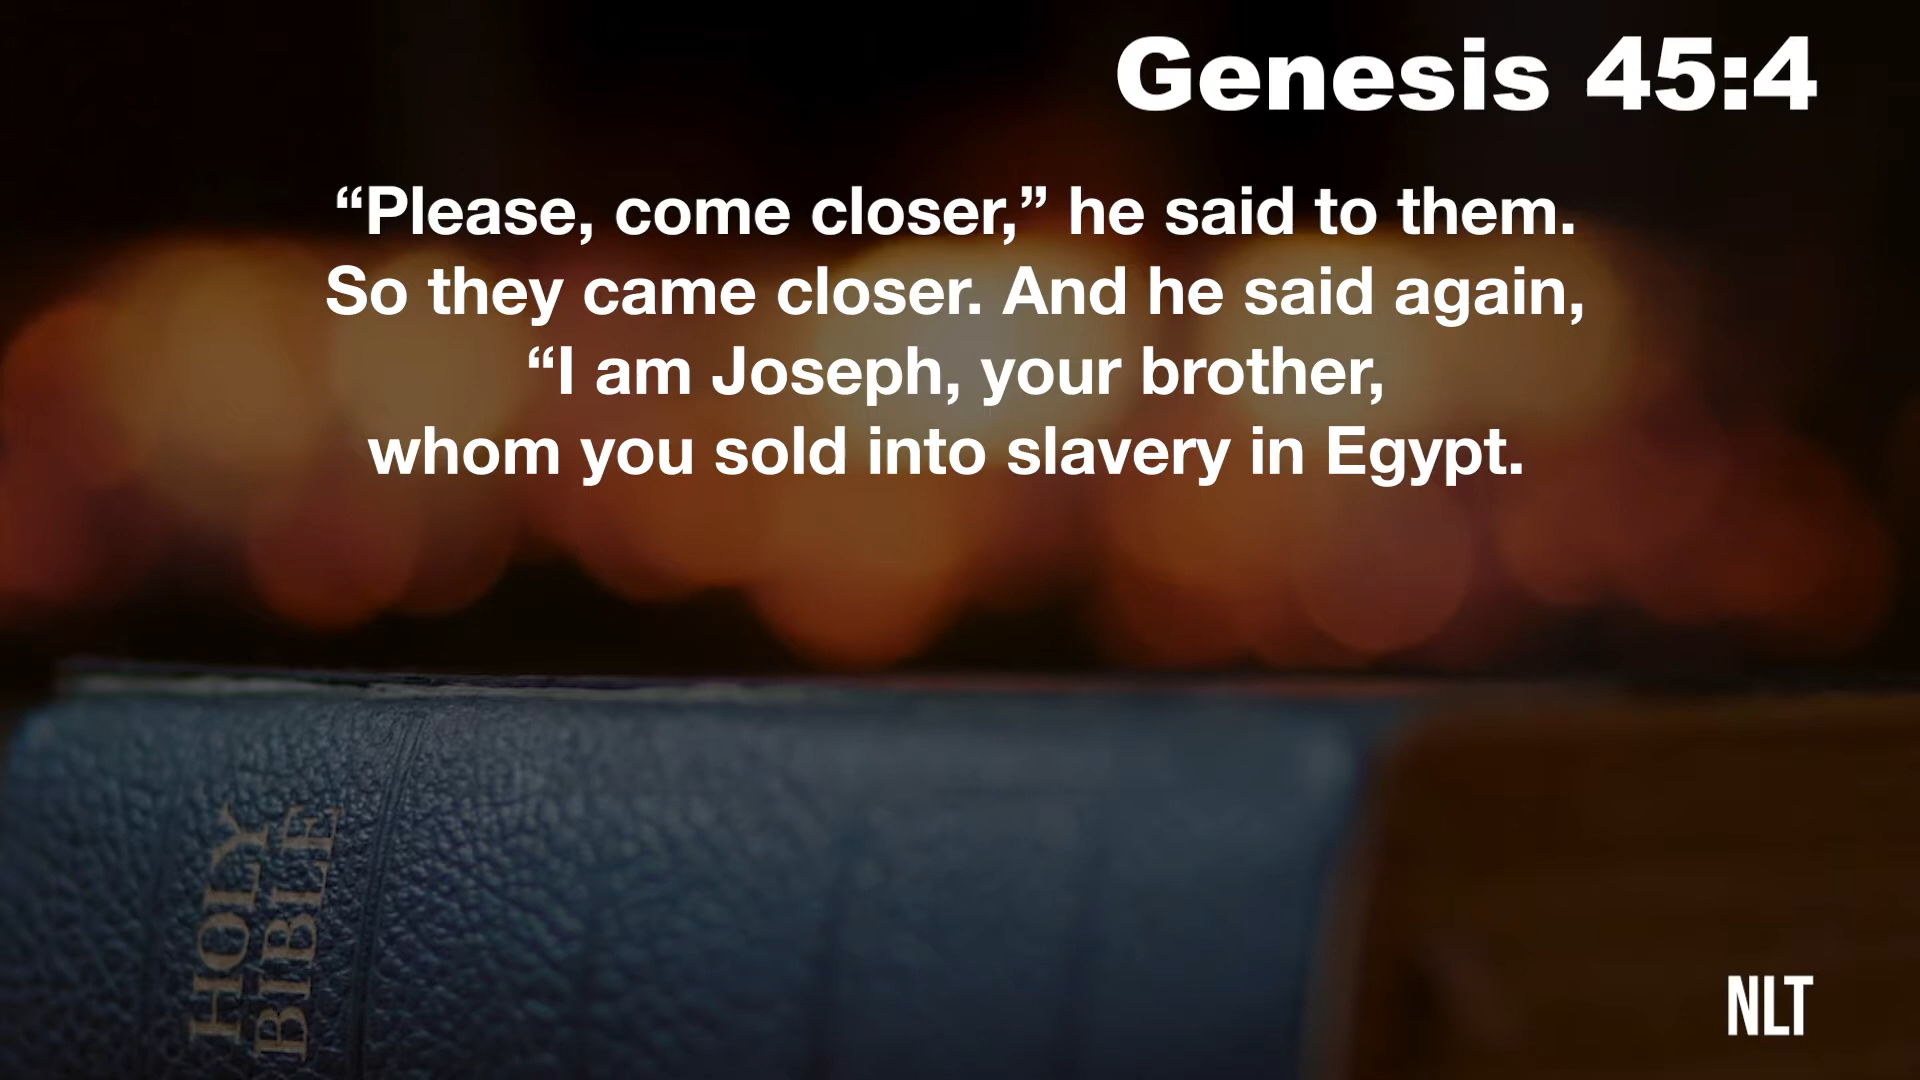 Genesis 45:4
“Please, come closer,” he said to them.
So they came closer. And he said again,
“I am Joseph, your brother,
whom you sold into slavery in Egypt.
HOLY
BIBLE
NLT